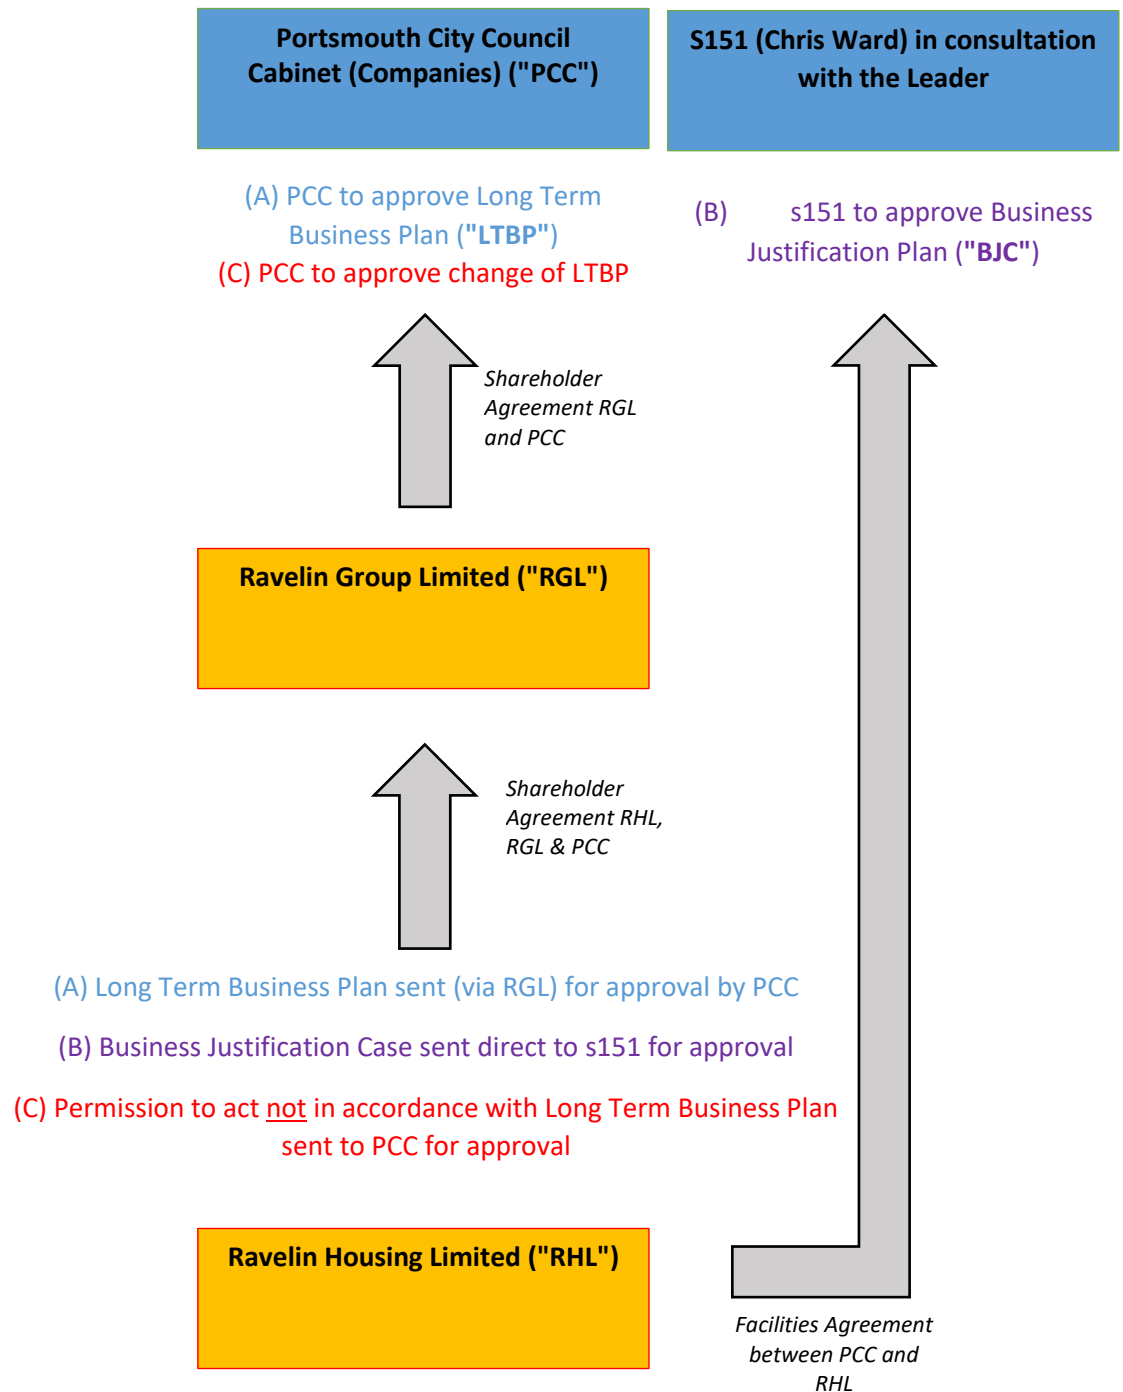 Portsmouth City Council
Cabinet (Companies) ("PCC")
S151 (Chris Ward) in consultation
with the Leader
(A) PCC to approve Long Term
Business Plan ("LTBP")
(C) PCC to approve change of LTBP
(B) s151 to approve Business
Justification Plan ("BJC")
Shareholder
Agreement RGL
and PCC
Ravelin Group Limited ("RGL")
Shareholder
Agreement RHL,
RGL & PCC
(A) Long Term Business Plan sent (via RGL) for approval by PCC
(B) Business Justification Case sent direct to s151 for approval
(C) Permission to act not in accordance with Long Term Business Plan
sent to PCC for approval
Ravelin Housing Limited ("RHL")
Facilities Agreement
between PCC and
RHL